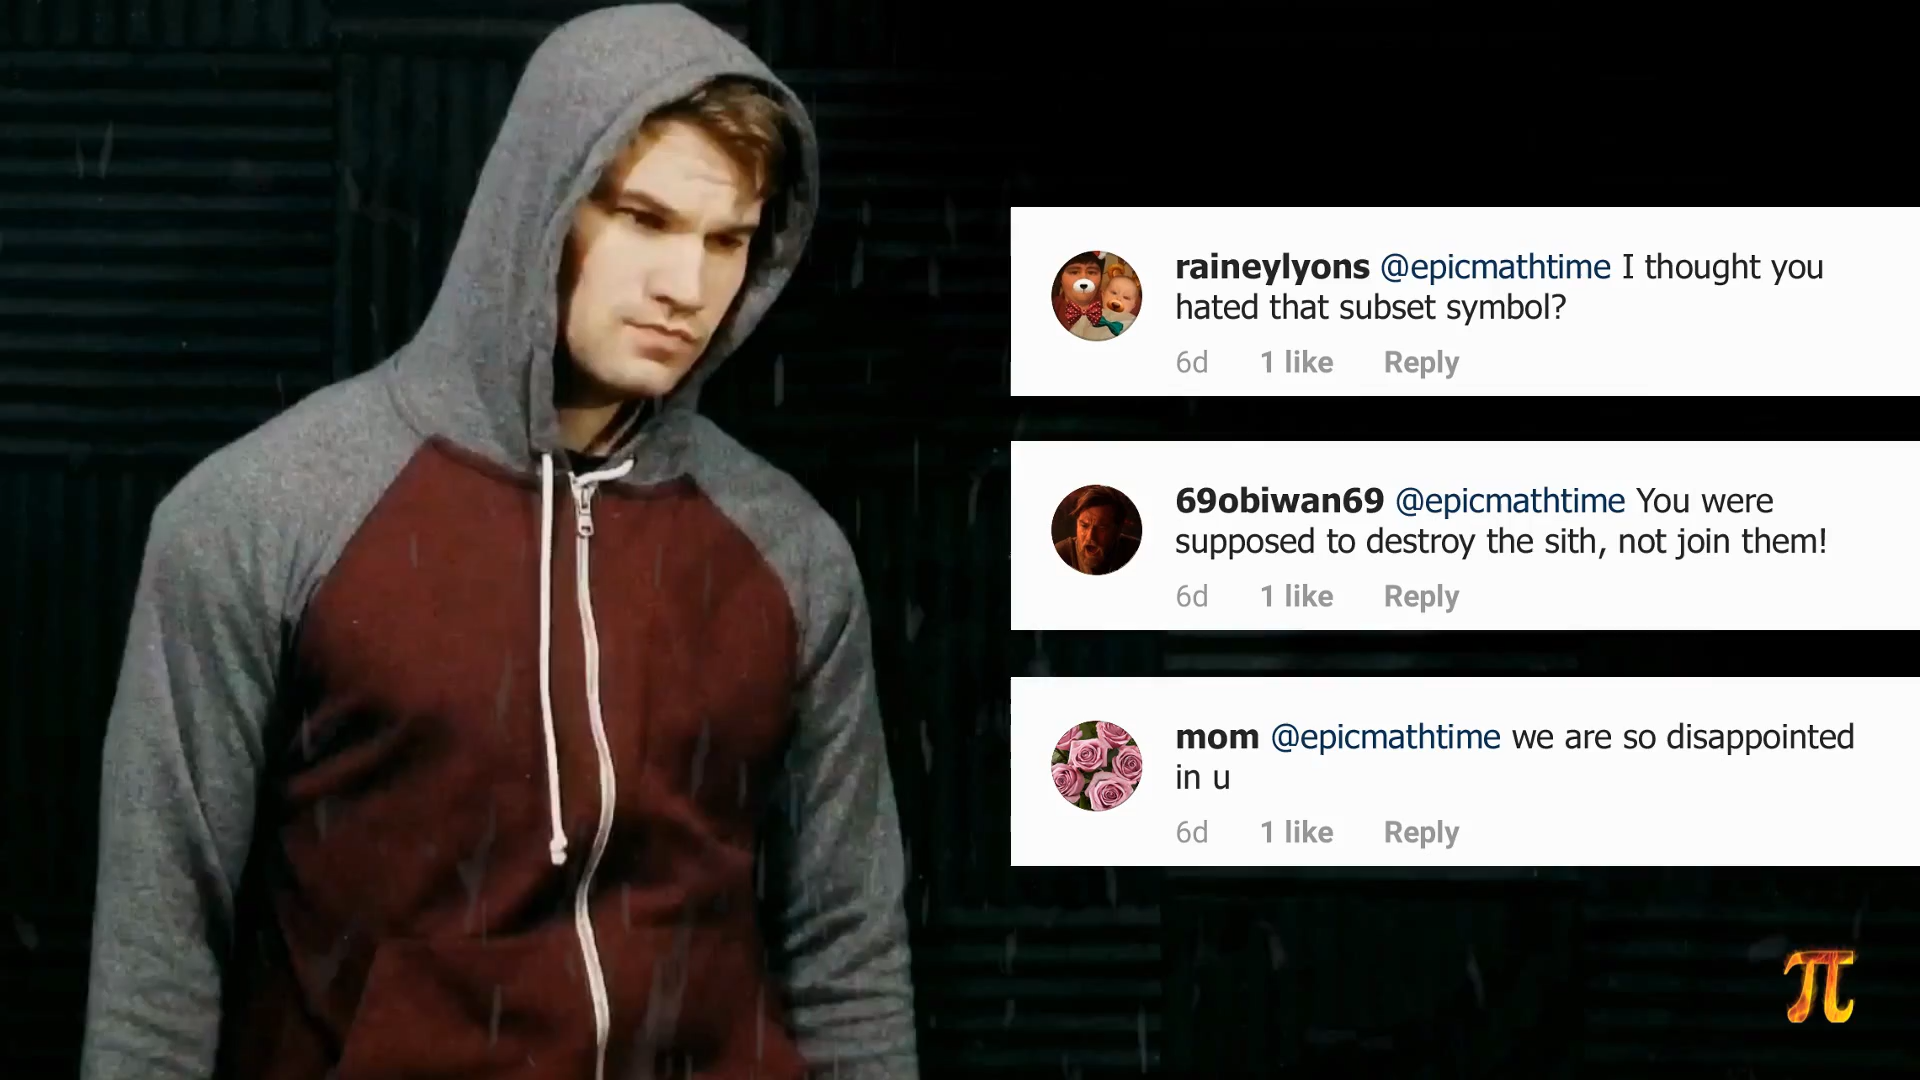 raineylyons @epicmathtime I thought you
hated that subset symbol?
6d 1 like Reply
69obiwan69 @epicmathtime You were
supposed to destroy the sith, not join them!
6d 1 like Reply
mom @epicmathtime we are so disappointed
in u
6d 1 like Reply
π